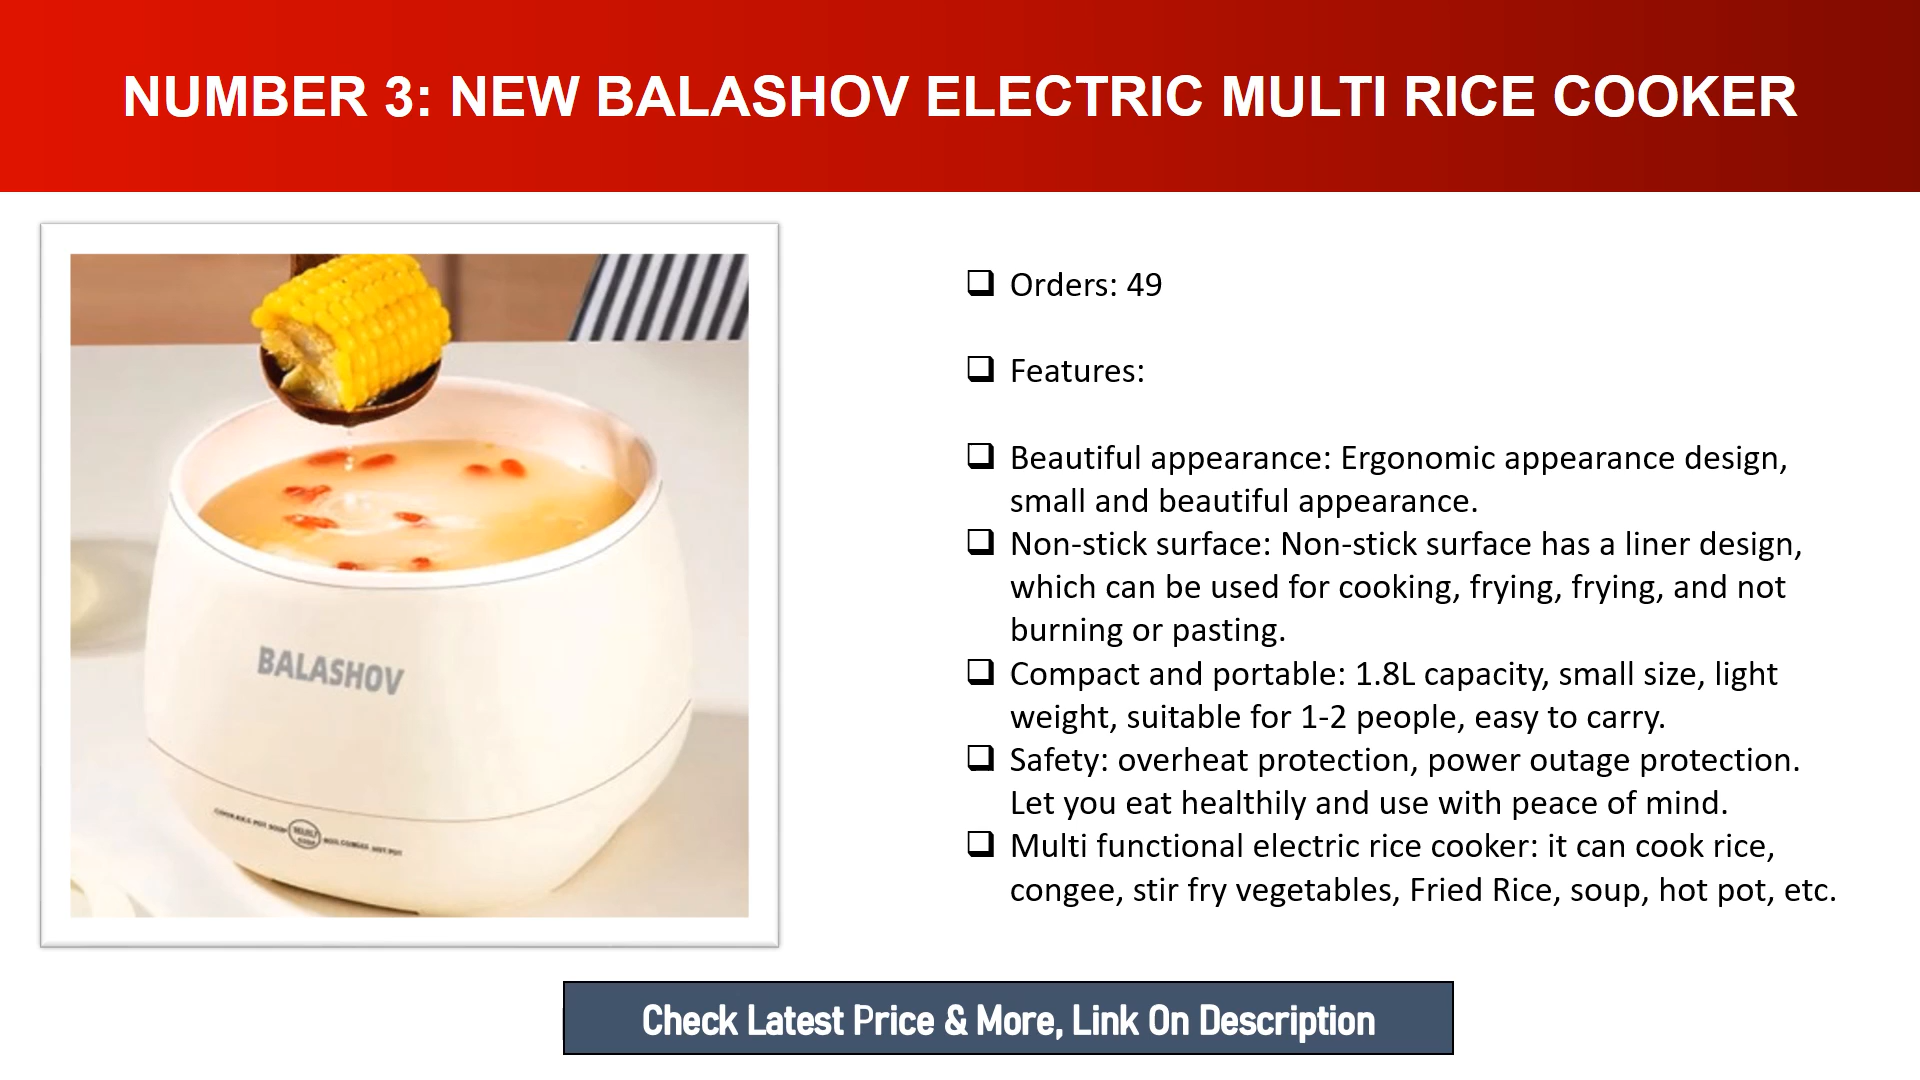 NUMBER 3: NEW BALASHOV ELECTRIC MULTI RICE COOKER
BALASHOV
Orders: 49
Features:
Beautiful appearance: Ergonomic appearance design,
small and beautiful appearance.
Non-stick surface: Non-stick surface has a liner design,
which can be used for cooking, frying, frying, and not
burning or pasting.
Compact and portable: 1.8L capacity, small size, light
weight, suitable for 1-2 people, easy to carry.
Safety: overheat protection, power outage protection.
Let you eat healthily and use with peace of mind.
Multi functional electric rice cooker: it can cook rice,
congee, stir fry vegetables, Fried Rice, soup, hot pot, etc.
Check Latest Price & More, Link On Description